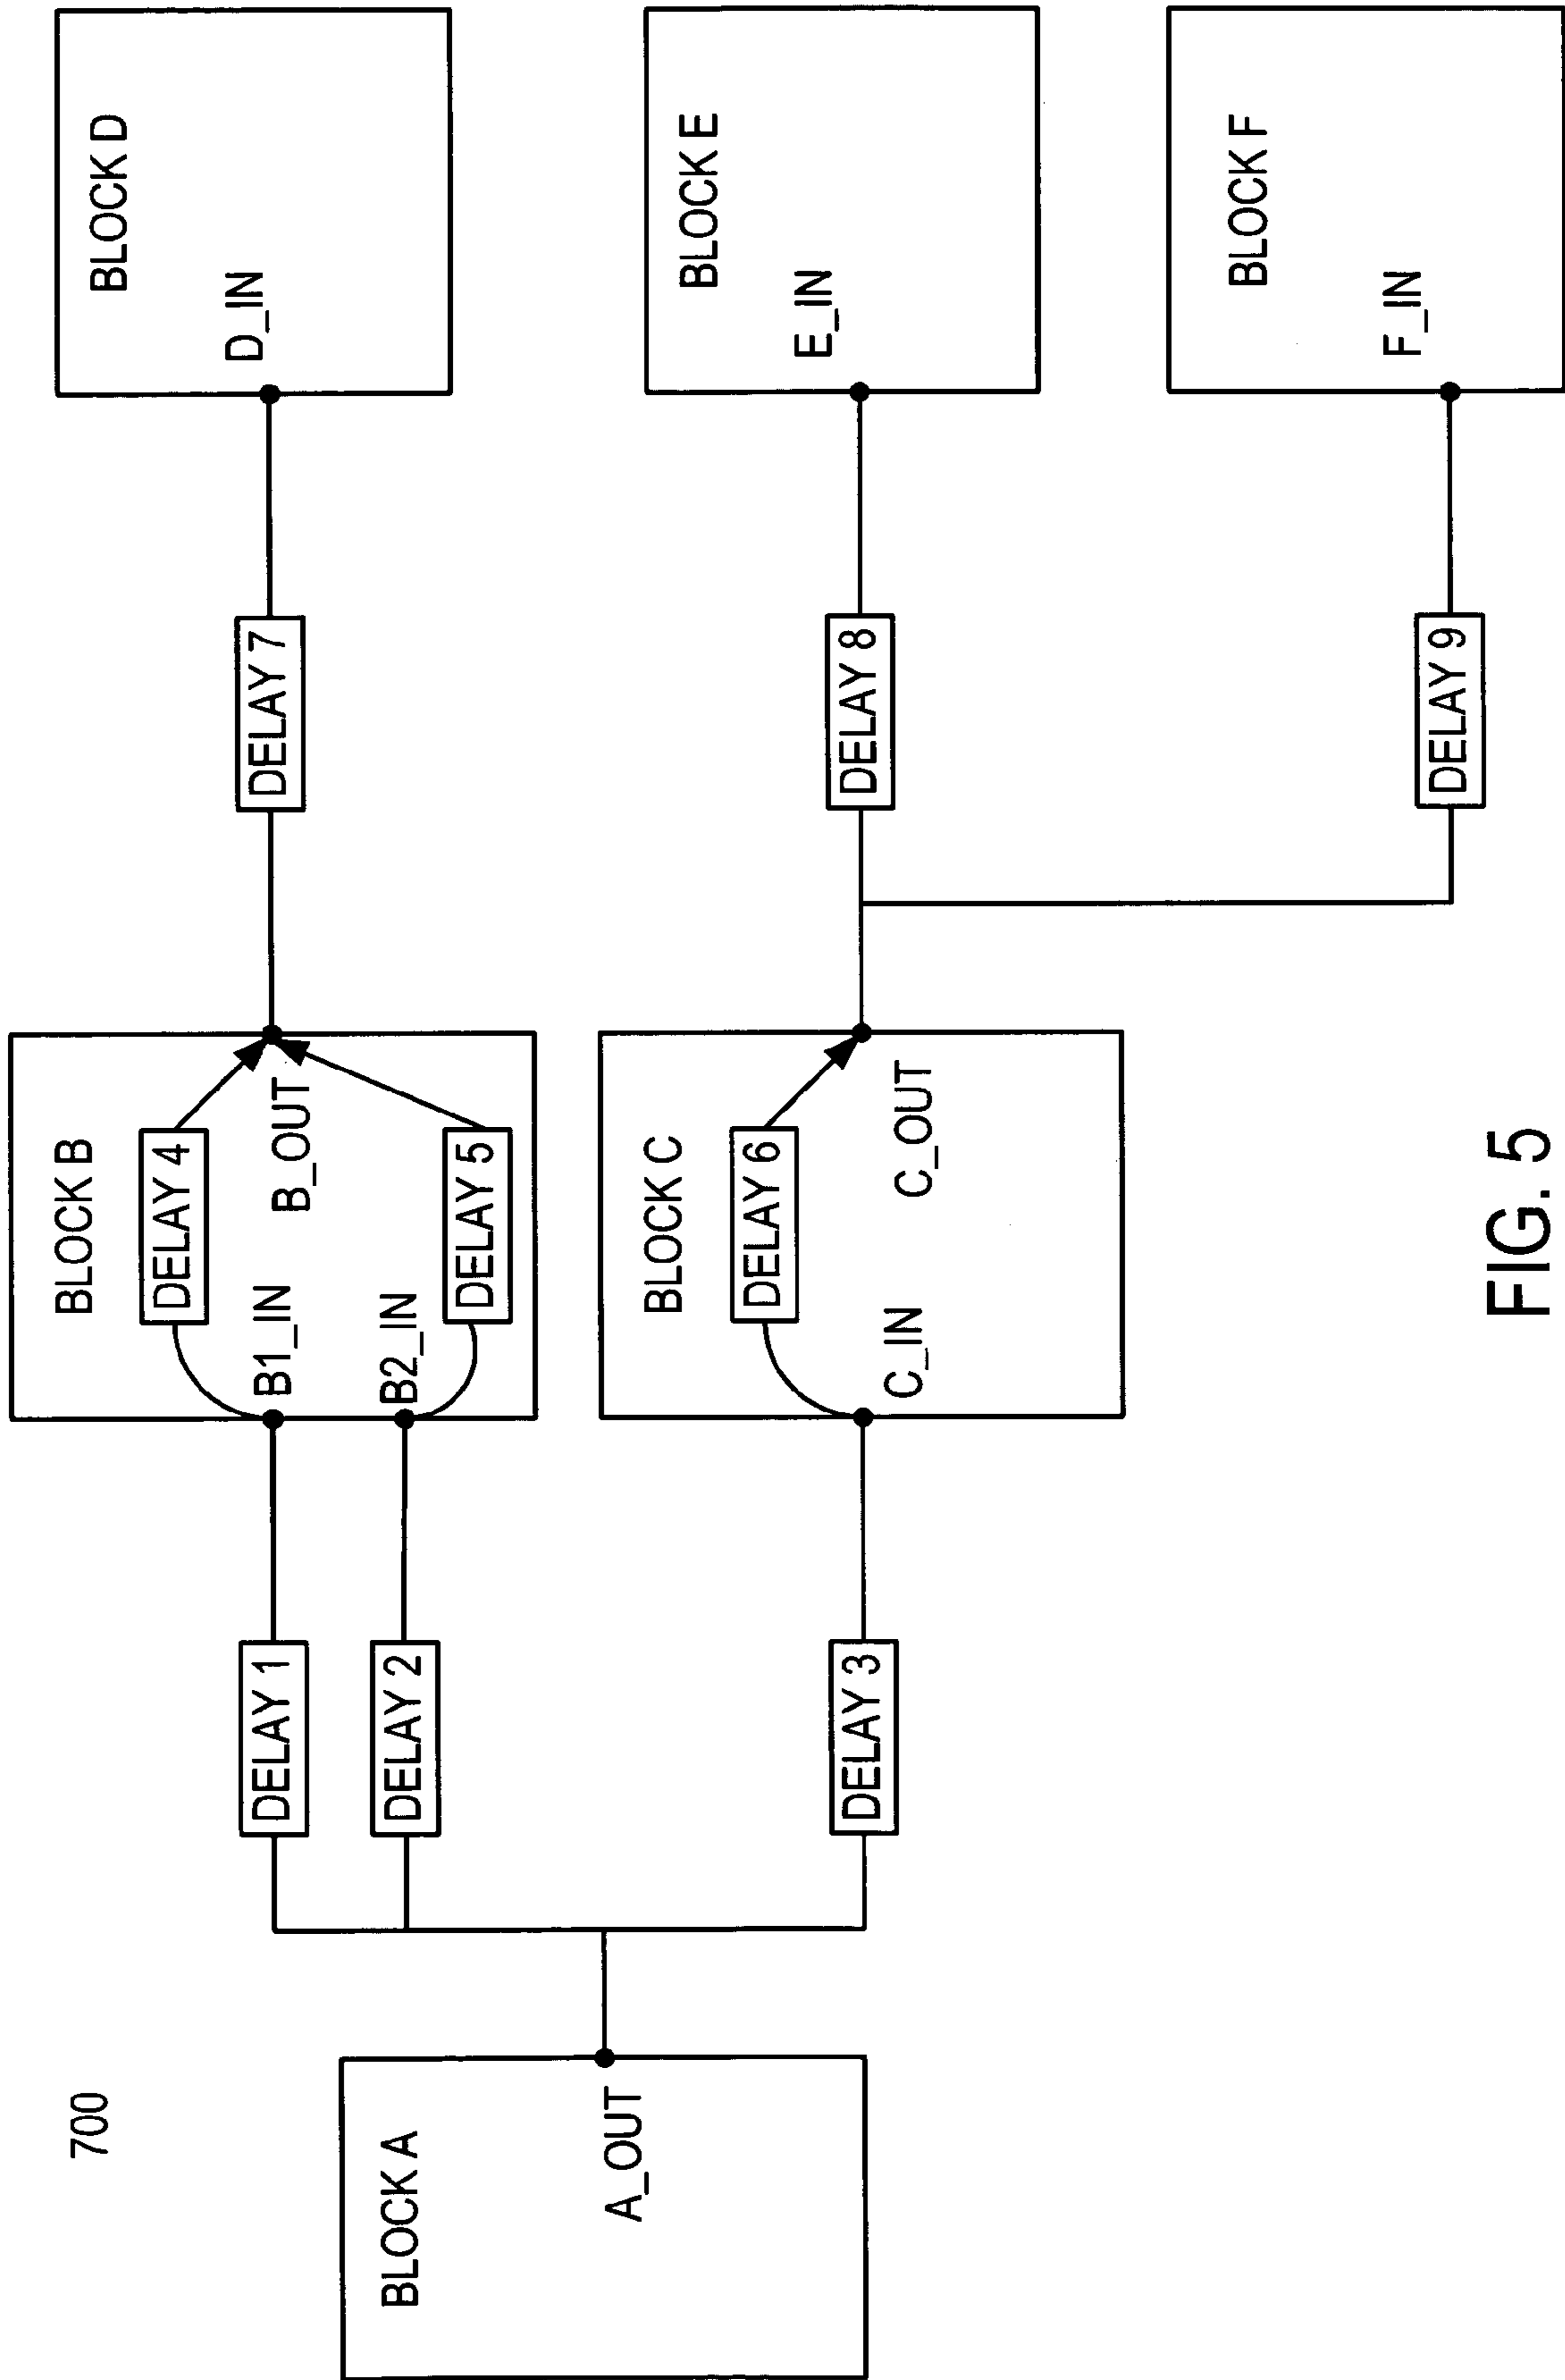 700
BLOCK A
A_OUT
DELAY 1
DELAY 2
DELAY 3
BLOCK B
DELAY 4
B1_IN
B_OUT
B2_IN
DELAY 5
BLOCK C
DELAY 6
C_IN
C_OUT
DELAY 7
DELAY 8
DELAY 9
BLOCK D
D_IN
BLOCK E
E_IN
BLOCK F
F_IN
FIG. 5